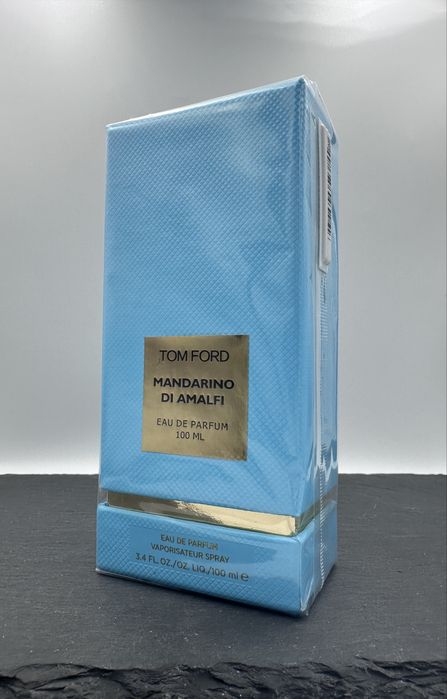 TOM FORD
MANDARINO
DI AMALFI
EAU DE PARFUM
100 ML
EAU DE PARFUM
VAPORISATEUR SPRAY
3.4 FL. OZ./OZ. LIQ./100 ml ℮